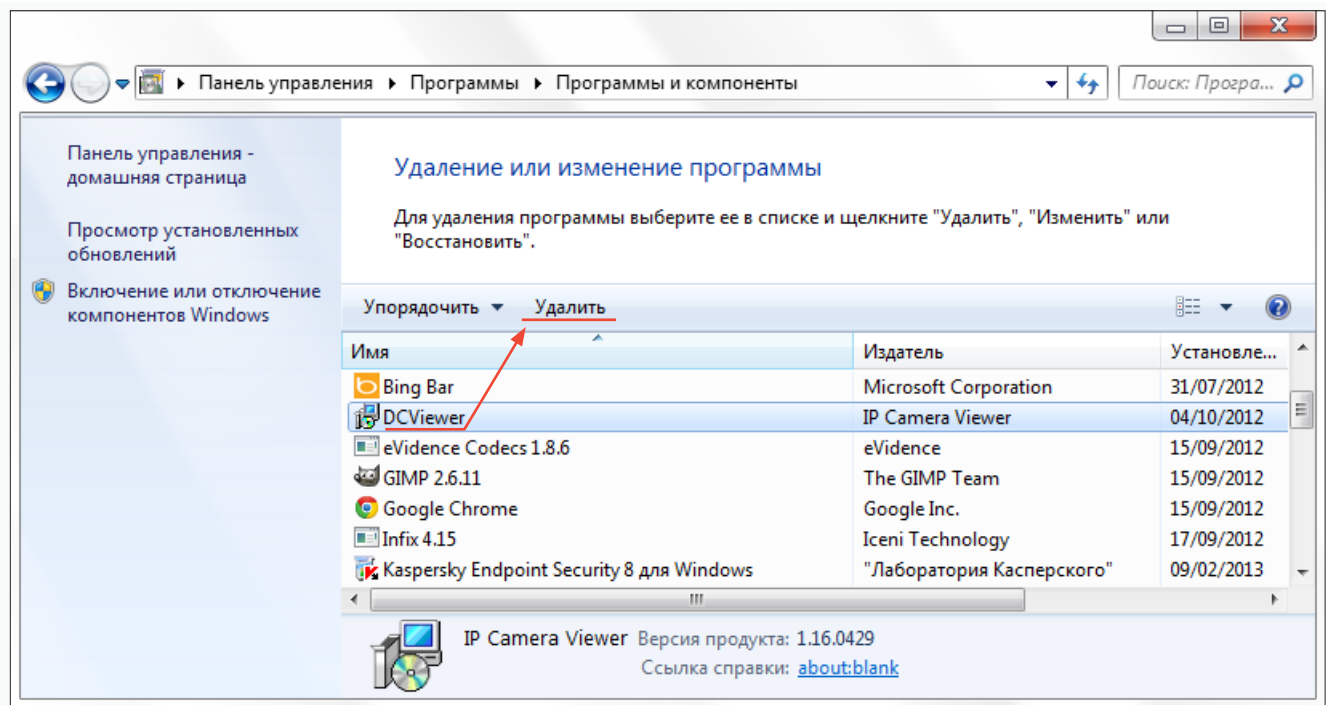 Панель управления ▸ Программы ▸ Программы и компоненты
Поиск: Програ...
Панель управления -
домашняя страница
Просмотр установленных
обновлений
Включение или отключение
компонентов Windows
Удаление или изменение программы
Для удаления программы выберите ее в списке и щелкните "Удалить", "Изменить" или
"Восстановить".
Упорядочить Удалить
Имя Издатель Установле...
Bing Bar Microsoft Corporation 31/07/2012
DCViewer IP Camera Viewer 04/10/2012
eVidence Codecs 1.8.6 eVidence 15/09/2012
GIMP 2.6.11 The GIMP Team 15/09/2012
Google Chrome Google Inc. 15/09/2012
Infix 4.15 Iceni Technology 17/09/2012
Kaspersky Endpoint Security 8 для Windows "Лаборатория Касперского" 09/02/2013
IP Camera Viewer Версия продукта: 1.16.0429
Ссылка справки: about:blank